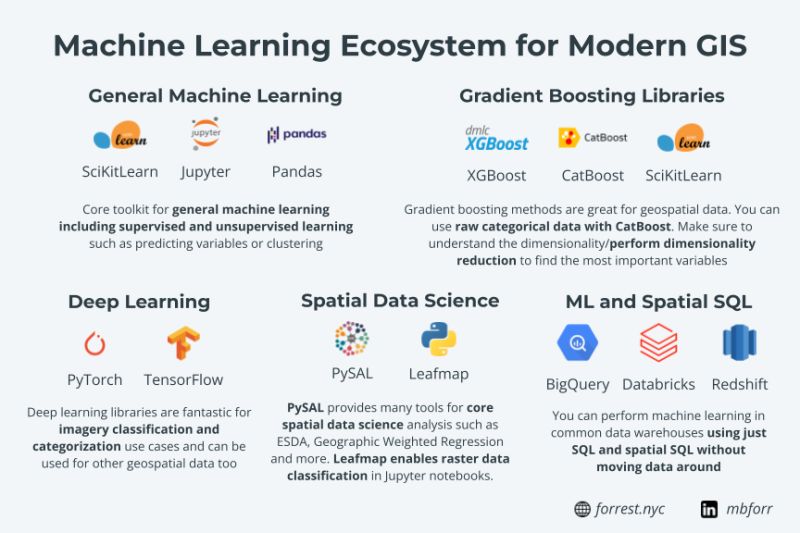 Machine Learning Ecosystem for Modern GIS
General Machine Learning
learn
jupyter
pandas
SciKitLearn
Jupyter
Pandas
Core toolkit for general machine learning
including supervised and unsupervised learning
such as predicting variables or clustering
Gradient Boosting Libraries
dmlc
XGBoost
CatBoost
learn
XGBoost
CatBoost
SciKitLearn
Gradient boosting methods are great for geospatial data. You can
use raw categorical data with CatBoost. Make sure to
understand the dimensionality/perform dimensionality
reduction to find the most important variables
Deep Learning
PyTorch
TensorFlow
Deep learning libraries are fantastic for
imagery classification and
categorization use cases and can be
used for other geospatial data too
Spatial Data Science
PySAL
Leafmap
PySAL provides many tools for core
spatial data science analysis such as
ESDA, Geographic Weighted Regression
and more. Leafmap enables raster data
classification in Jupyter notebooks.
ML and Spatial SQL
BigQuery
Databricks
Redshift
You can perform machine learning in
common data warehouses using just
SQL and spatial SQL without
moving data around
forrest.nyc
in
mbforr